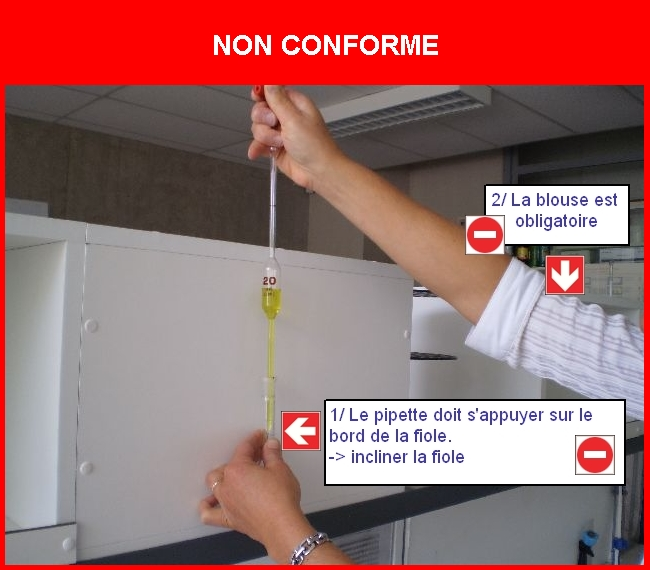 NON CONFORME
2/ La blouse est
obligatoire
20
1/ Le pipette doit s'appuyer sur le
bord de la fiole.
-> incliner la fiole